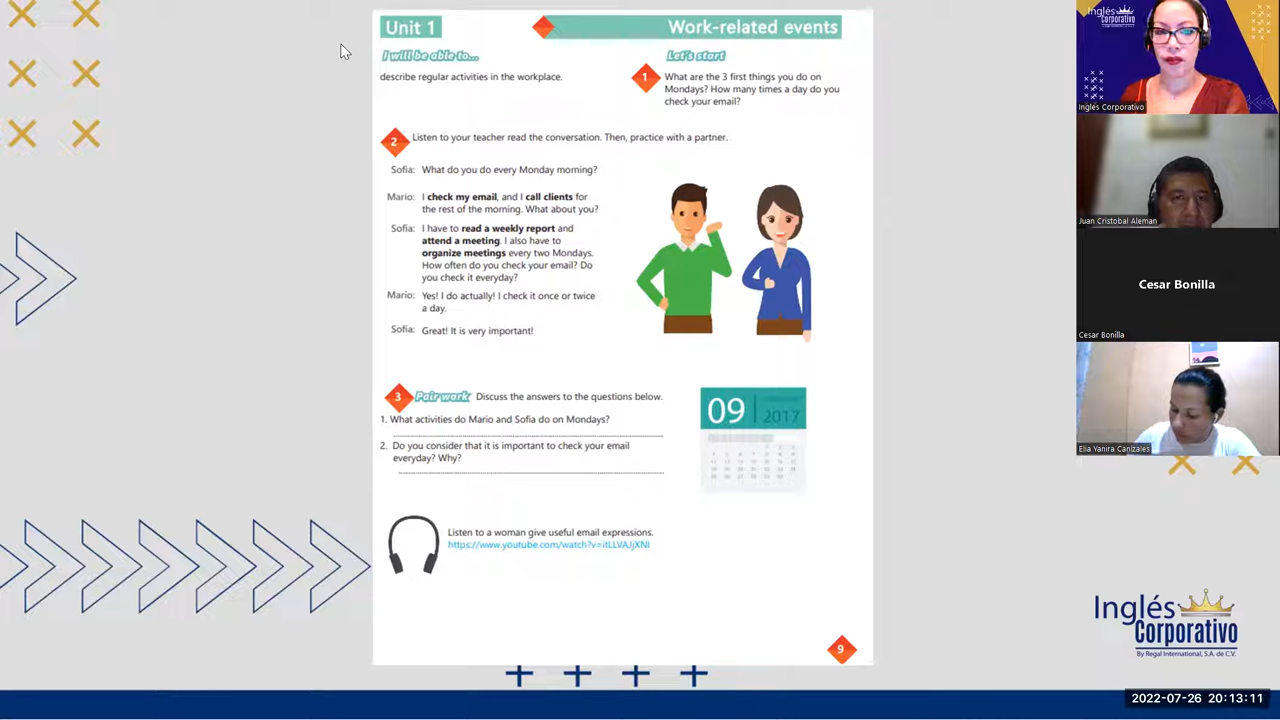 Unit 1
Work-related events
I will be able to...
describe regular activities in the workplace.
Let's start
1
What are the 3 first things you do on
Mondays? How many times a day do you
check your email?
2
Listen to your teacher read the conversation. Then, practice with a partner.
Sofia: What do you do every Monday morning?
Mario: I check my email, and I call clients for
the rest of the morning. What about you?
Sofia: I have to read a weekly report and
attend a meeting. I also have to
organize meetings every two Mondays.
How often do you check your email? Do
you check it everyday?
Mario: Yes! I do actually! I check it once or twice
a day.
Sofia: Great! It is very important!
3
Pair work Discuss the answers to the questions below.
1. What activities do Mario and Sofia do on Mondays?
2. Do you consider that it is important to check your email
everyday? Why?
09
2017
Listen to a woman give useful email expressions.
https://www.youtube.com/watch?v=itLLVAJjXNI
9
Inglés
Corporativo
Inglés Corporativo
Juan Cristobal Aleman
Cesar Bonilla
Cesar Bonilla
Elia Yanira Canizales
Inglés
Corporativo
By Regal International, S.A. de C.V.
2022-07-26 20:13:11